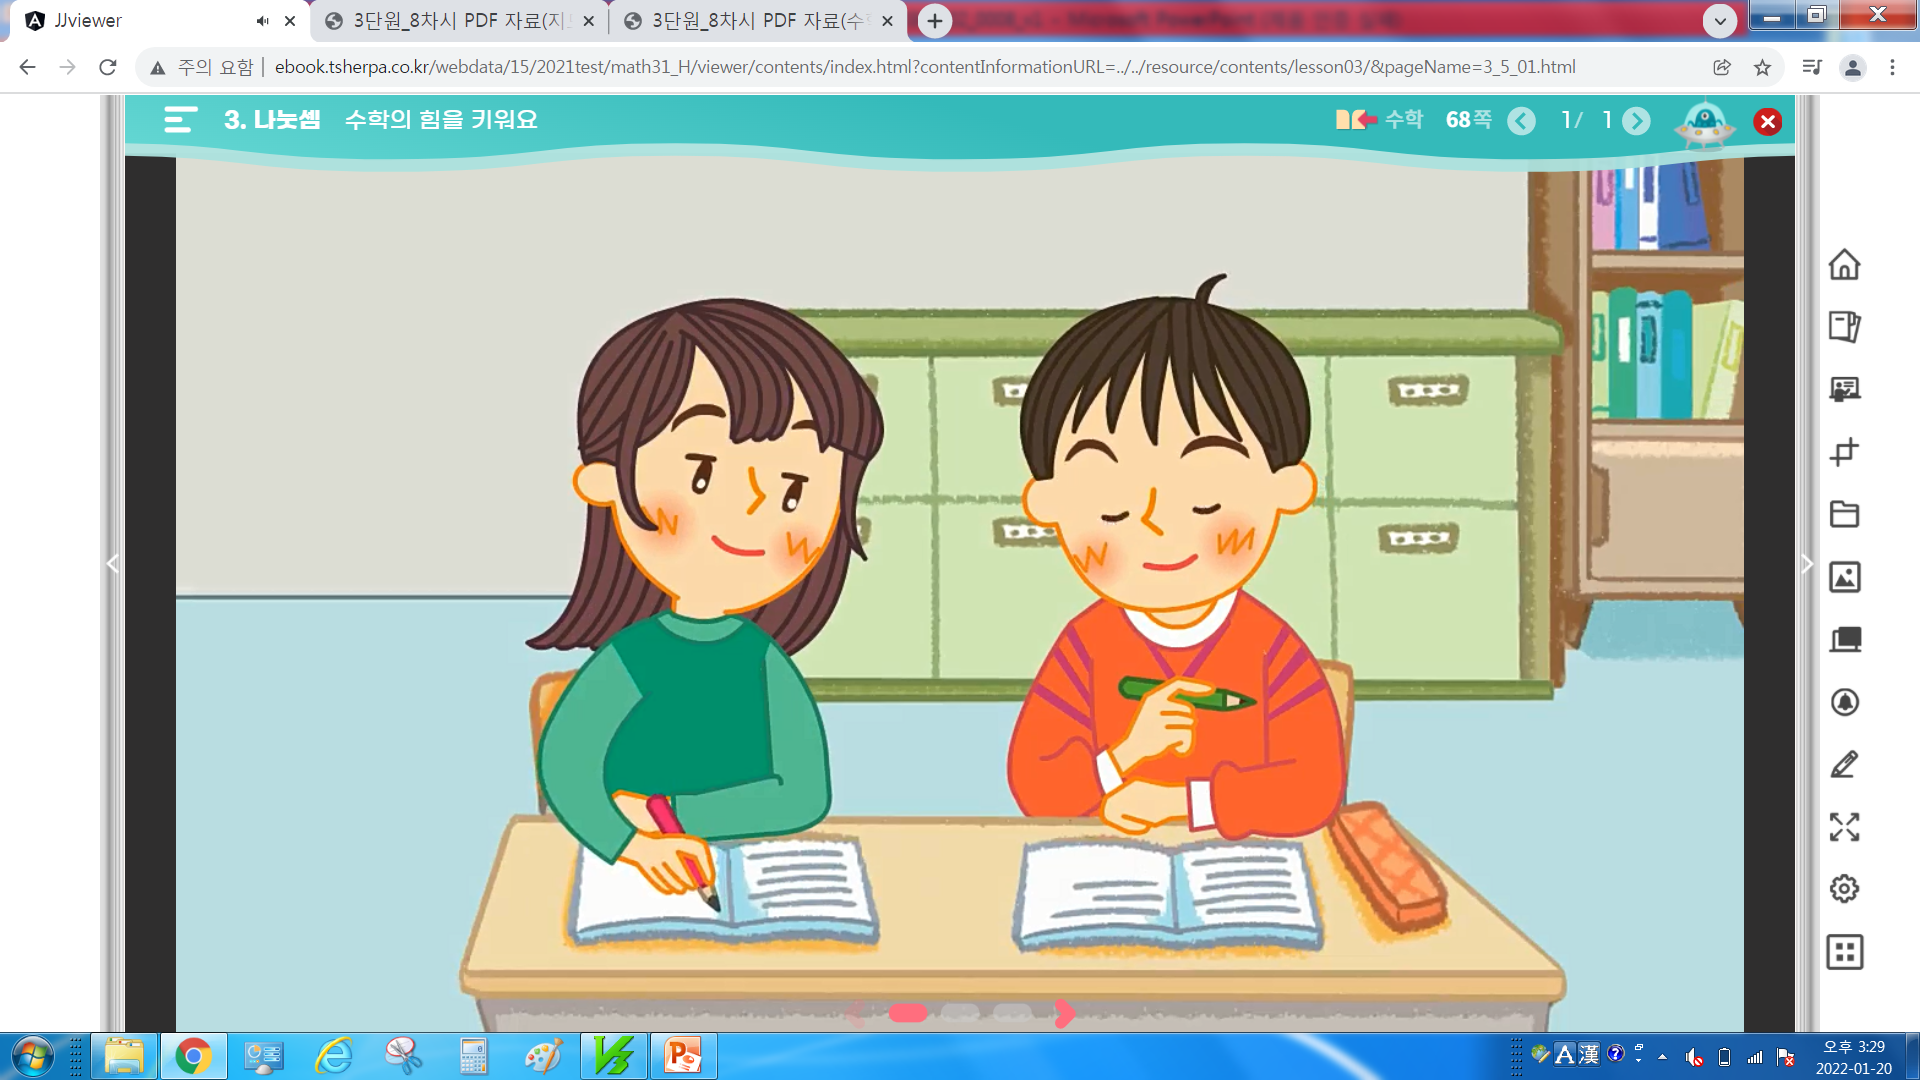 JJviewer
3단원_8차시 PDF 자료(지도
3단원_8차시 PDF 자료(수학
주의 요함
ebook.tsherpa.co.kr/webdata/15/2021test/math31_H/viewer/contents/index.html?contentInformationURL=../../resource/contents/lesson03/&pageName=3_5_01.html
3. 나눗셈 수학의 힘을 키워요
수학 68쪽 1/ 1
A 漢
오후 3:29
2022-01-20